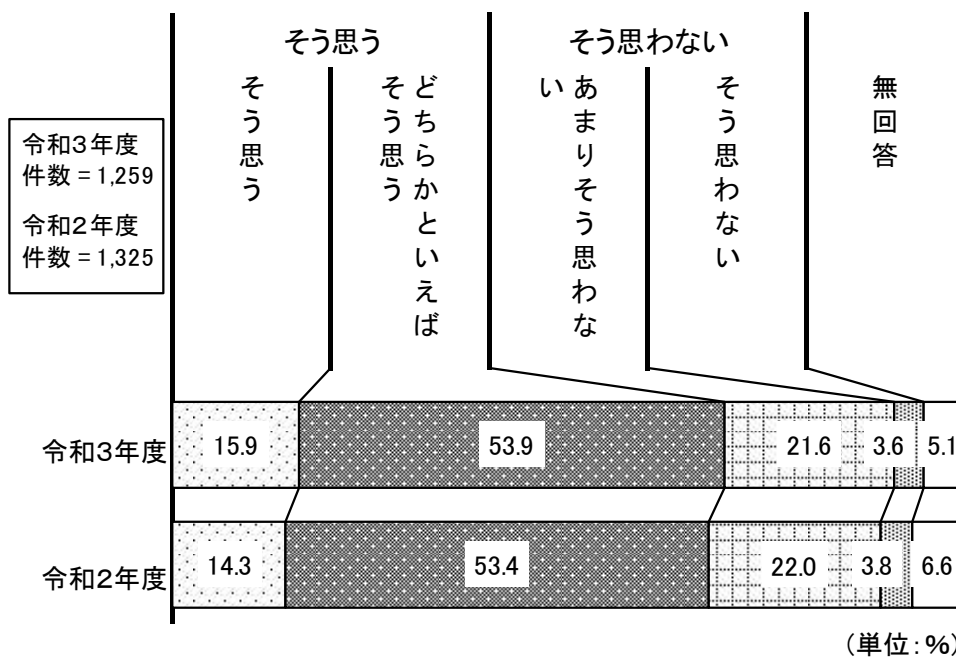 そう思う
そう思わない
そう思う
どちらかといえば
そう思う
あまりそう思わな
い
そう思わない
無回答
令和3年度
件数 = 1,259
令和2年度
件数 = 1,325
令和3年度
15.9
53.9
21.6
3.6
5.1
令和2年度
14.3
53.4
22.0
3.8
6.6
(単位:%)